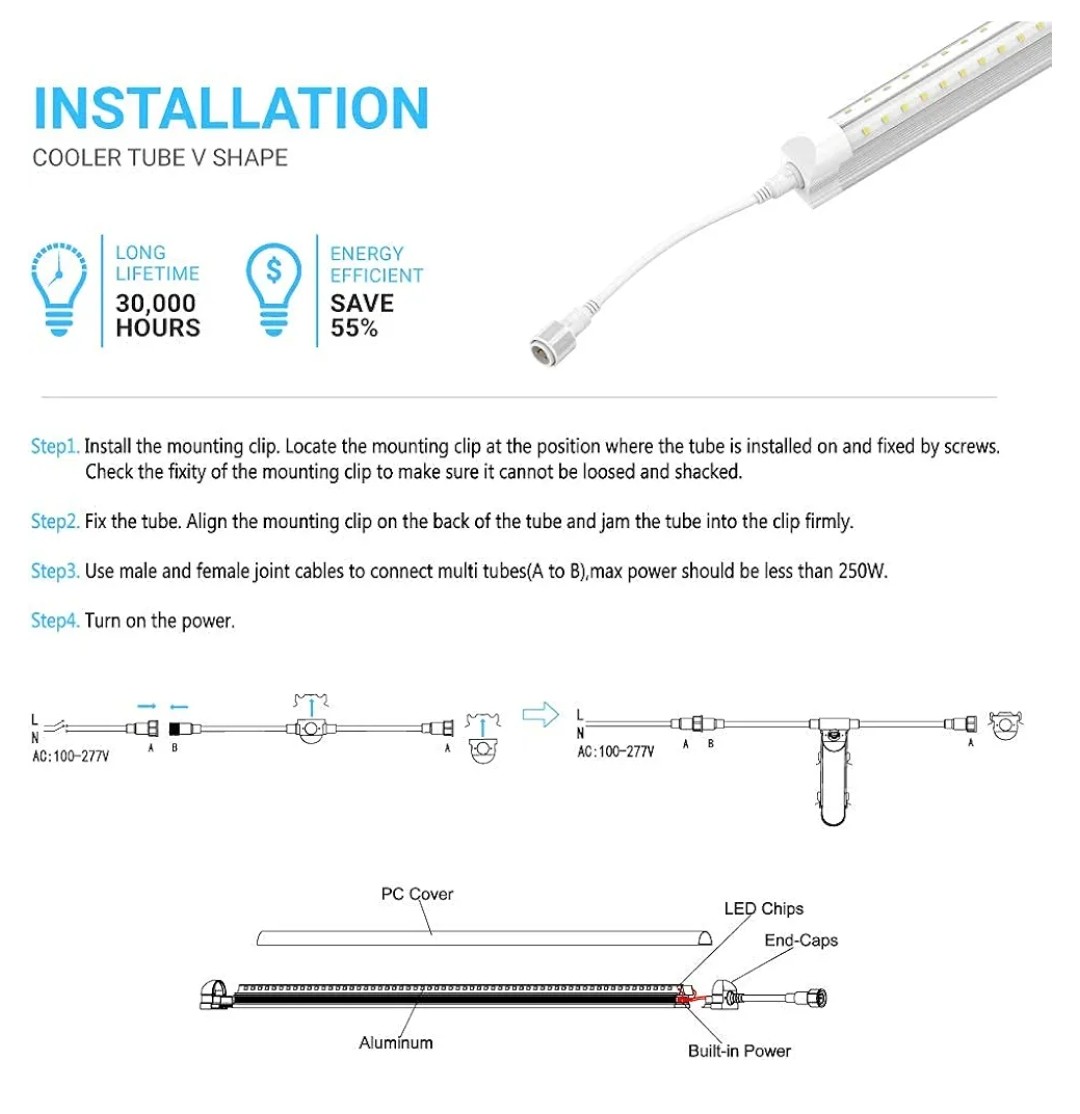 INSTALLATION
COOLER TUBE V SHAPE
LONG
LIFETIME
30,000
HOURS
$
ENERGY
EFFICIENT
SAVE
55%
Step1. Install the mounting clip. Locate the mounting clip at the position where the tube is installed on and fixed by screws.
Check the fixity of the mounting clip to make sure it cannot be loosed and shacked.
Step2. Fix the tube. Align the mounting clip on the back of the tube and jam the tube into the clip firmly.
Step3. Use male and female joint cables to connect multi tubes(A to B),max power should be less than 250W.
Step4. Turn on the power.
L
N
A
B
A
AC:100-277V
L
N
A
B
A
AC:100-277V
PC Cover
LED Chips
End-Caps
Aluminum
Built-in Power